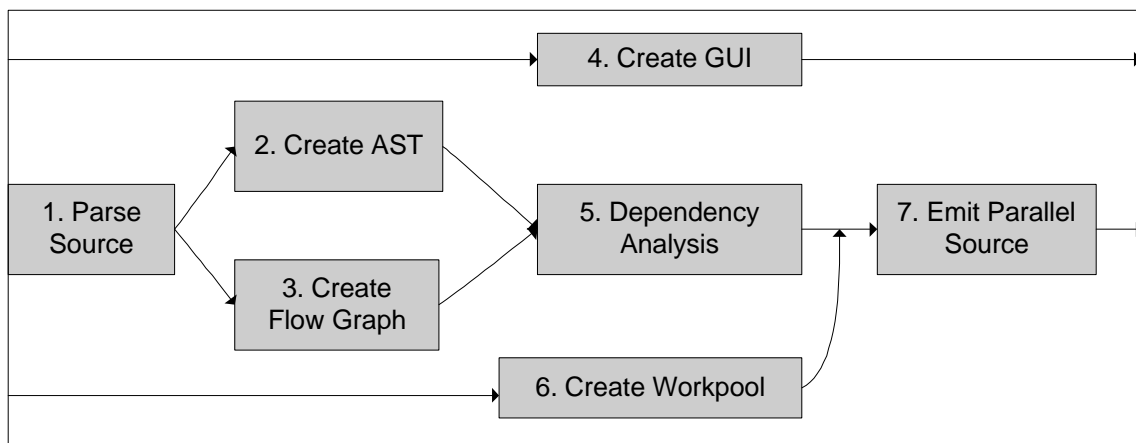 4. Create GUI
2. Create AST
1. Parse
Source
5. Dependency
Analysis
7. Emit Parallel
Source
3. Create
Flow Graph
6. Create Workpool